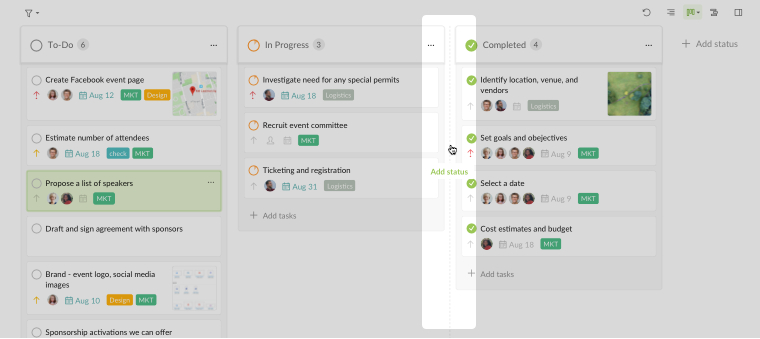 To-Do 6
Create Facebook event page
Aug 12 MKT Design
Estimate number of attendees
Aug 18 check MKT
Propose a list of speakers
MKT
Draft and sign agreement with sponsors
Brand - event logo, social media
images
Aug 10 Design MKT
Sponsorship activations we can offer
In Progress 3
Investigate need for any special permits
Aug 18 Logistics
Recruit event committee
MKT
Ticketing and registration
Aug 31 Logistics
Add tasks
Add status
Completed 4
Identify location, venue, and
vendors
Logistics
Set goals and obejectives
Aug 9 MKT
Select a date
Aug 9 MKT
Cost estimates and budget
Aug 18 MKT
Add tasks
Add status